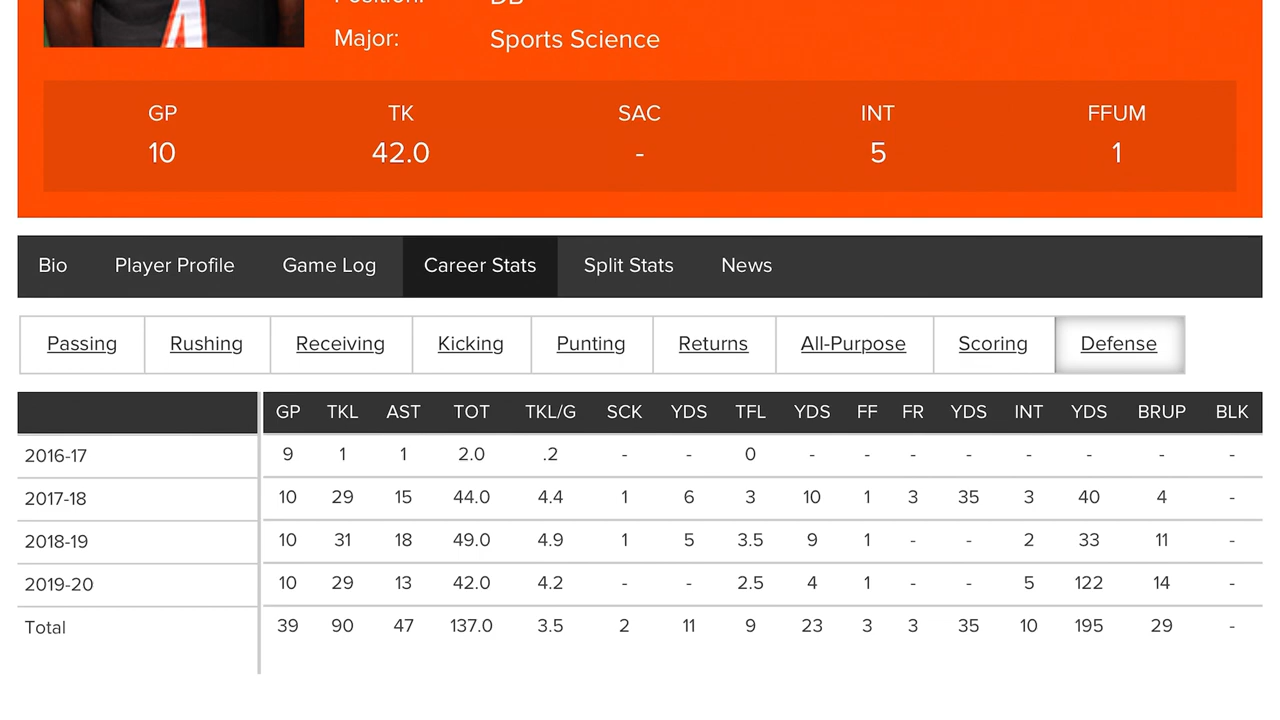 Position: DB
Major: Sports Science
GP TK SAC INT FFUM
10 42.0 - 5 1
Bio Player Profile Game Log Career Stats Split Stats News
Passing Rushing Receiving Kicking Punting Returns All-Purpose Scoring Defense
GP TKL AST TOT TKL/G SCK YDS TFL YDS FF FR YDS INT YDS BRUP BLK
2016-17 9 1 1 2.0 .2 - - 0 - - - - - - - -
2017-18 10 29 15 44.0 4.4 1 6 3 10 1 3 35 3 40 4 -
2018-19 10 31 18 49.0 4.9 1 5 3.5 9 1 - - 2 33 11 -
2019-20 10 29 13 42.0 4.2 - - 2.5 4 1 - - 5 122 14 -
Total 39 90 47 137.0 3.5 2 11 9 23 3 3 35 10 195 29 -